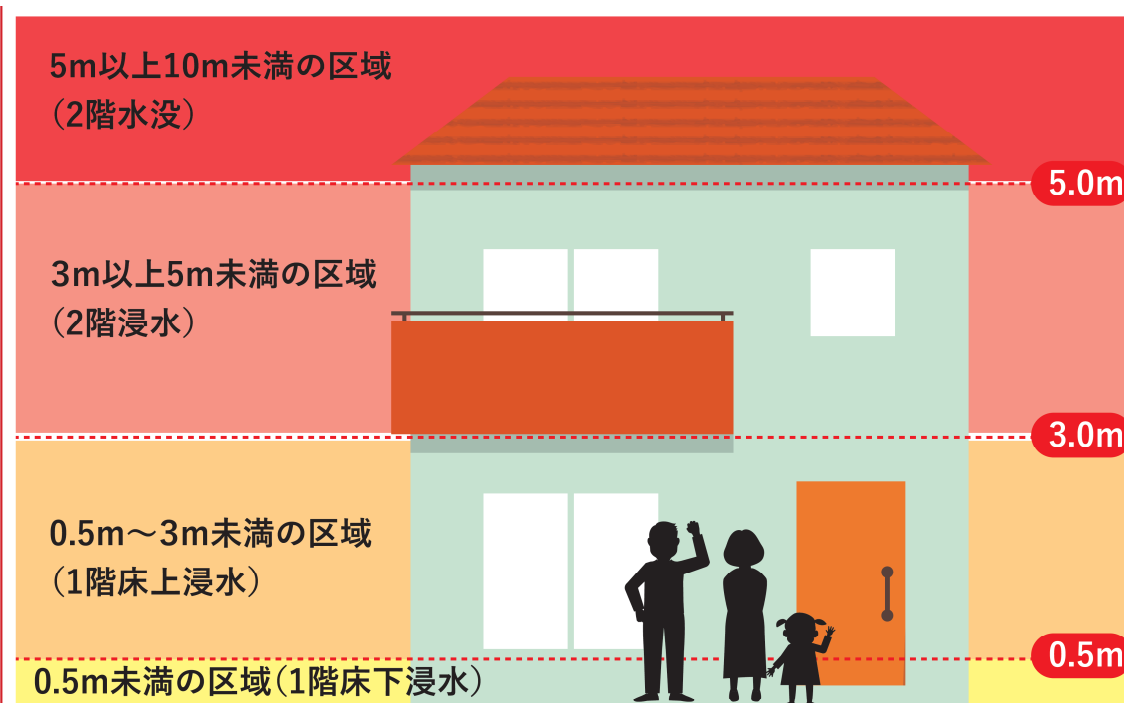 5m以上10m未満の区域
（2階水没）
5.0m
3m以上5m未満の区域
（2階浸水）
3.0m
0.5m～3m未満の区域
（1階床上浸水）
0.5m
0.5m未満の区域（1階床下浸水）